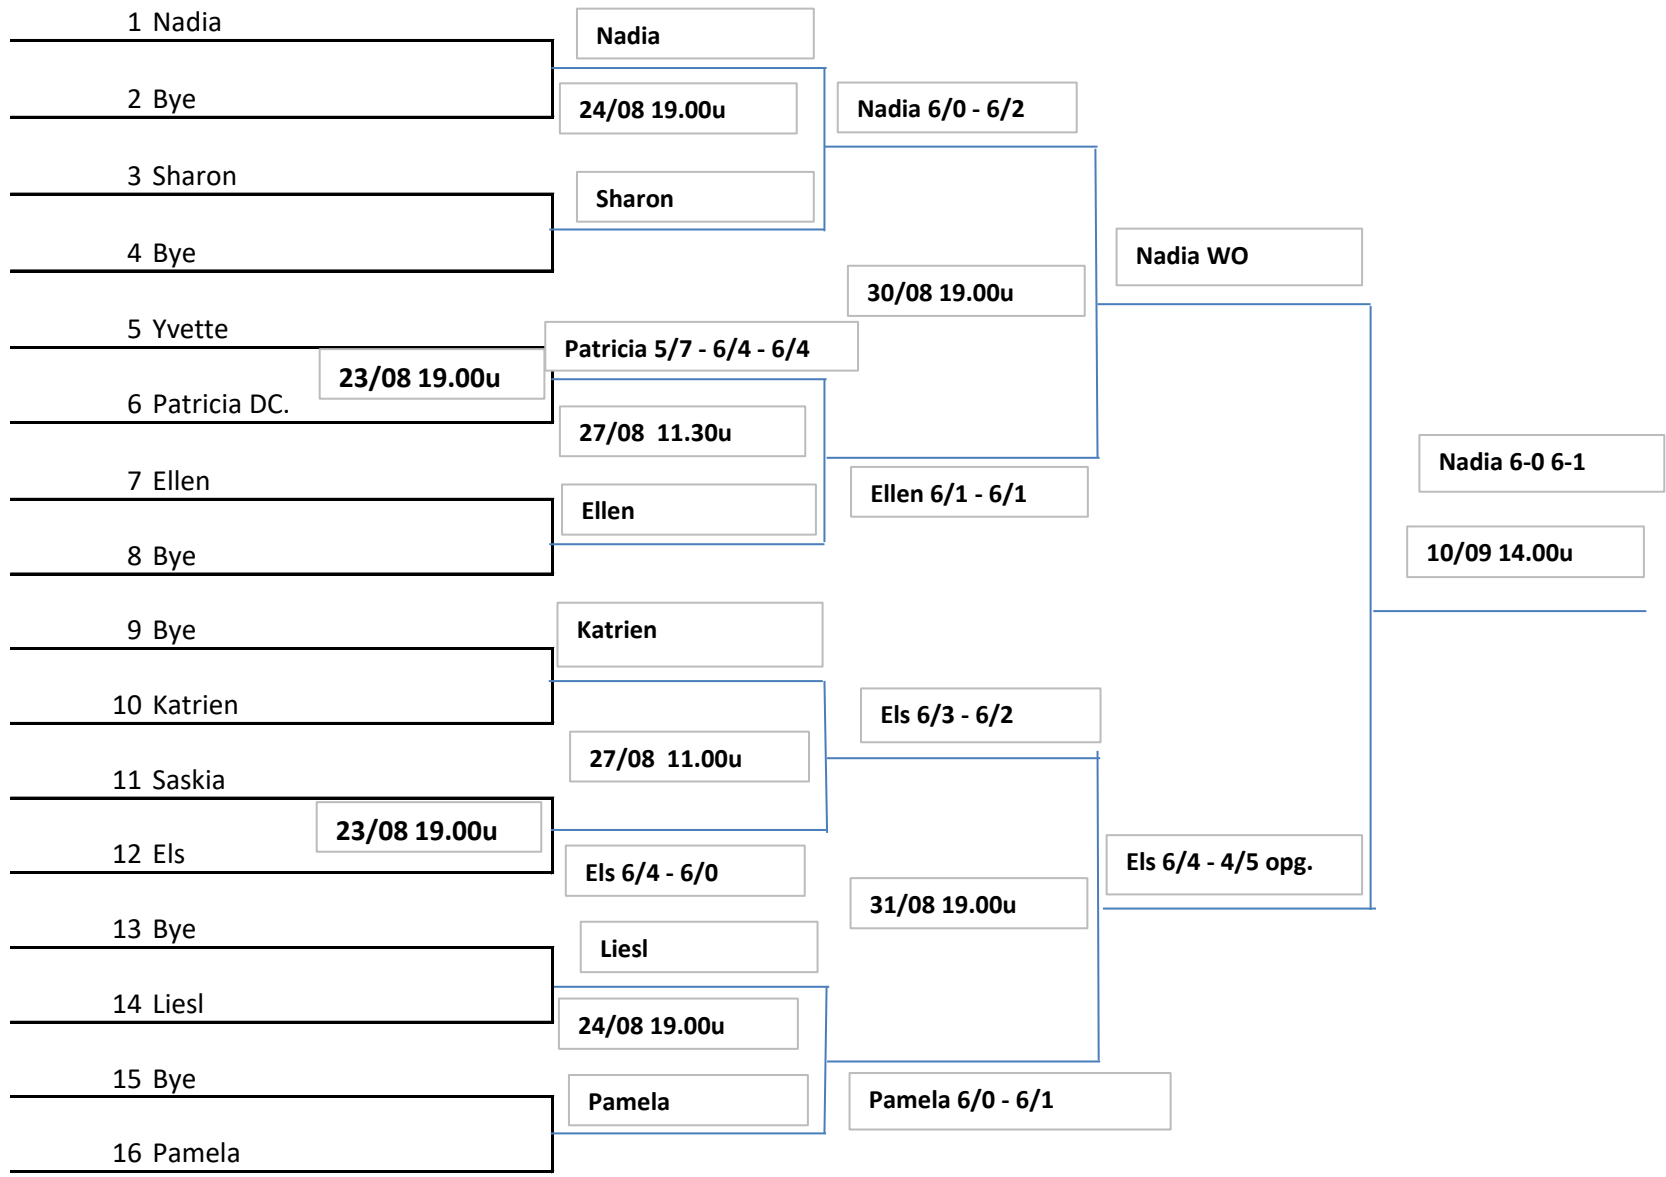 1 Nadia
2 Bye
3 Sharon
4 Bye
5 Yvette
23/08 19.00u
6 Patricia DC.
7 Ellen
8 Bye
9 Bye
10 Katrien
11 Saskia
23/08 19.00u
12 Els
13 Bye
14 Liesl
15 Bye
16 Pamela
Nadia
24/08 19.00u
Sharon
Patricia 5/7 - 6/4 - 6/4
27/08  11.30u
Ellen
Katrien
27/08  11.00u
Els 6/4 - 6/0
Liesl
24/08 19.00u
Pamela
Nadia 6/0 - 6/2
30/08 19.00u
Ellen 6/1 - 6/1
Els 6/3 - 6/2
31/08 19.00u
Pamela 6/0 - 6/1
Nadia WO
Els 6/4 - 4/5 opg.
Nadia 6-0 6-1
10/09 14.00u